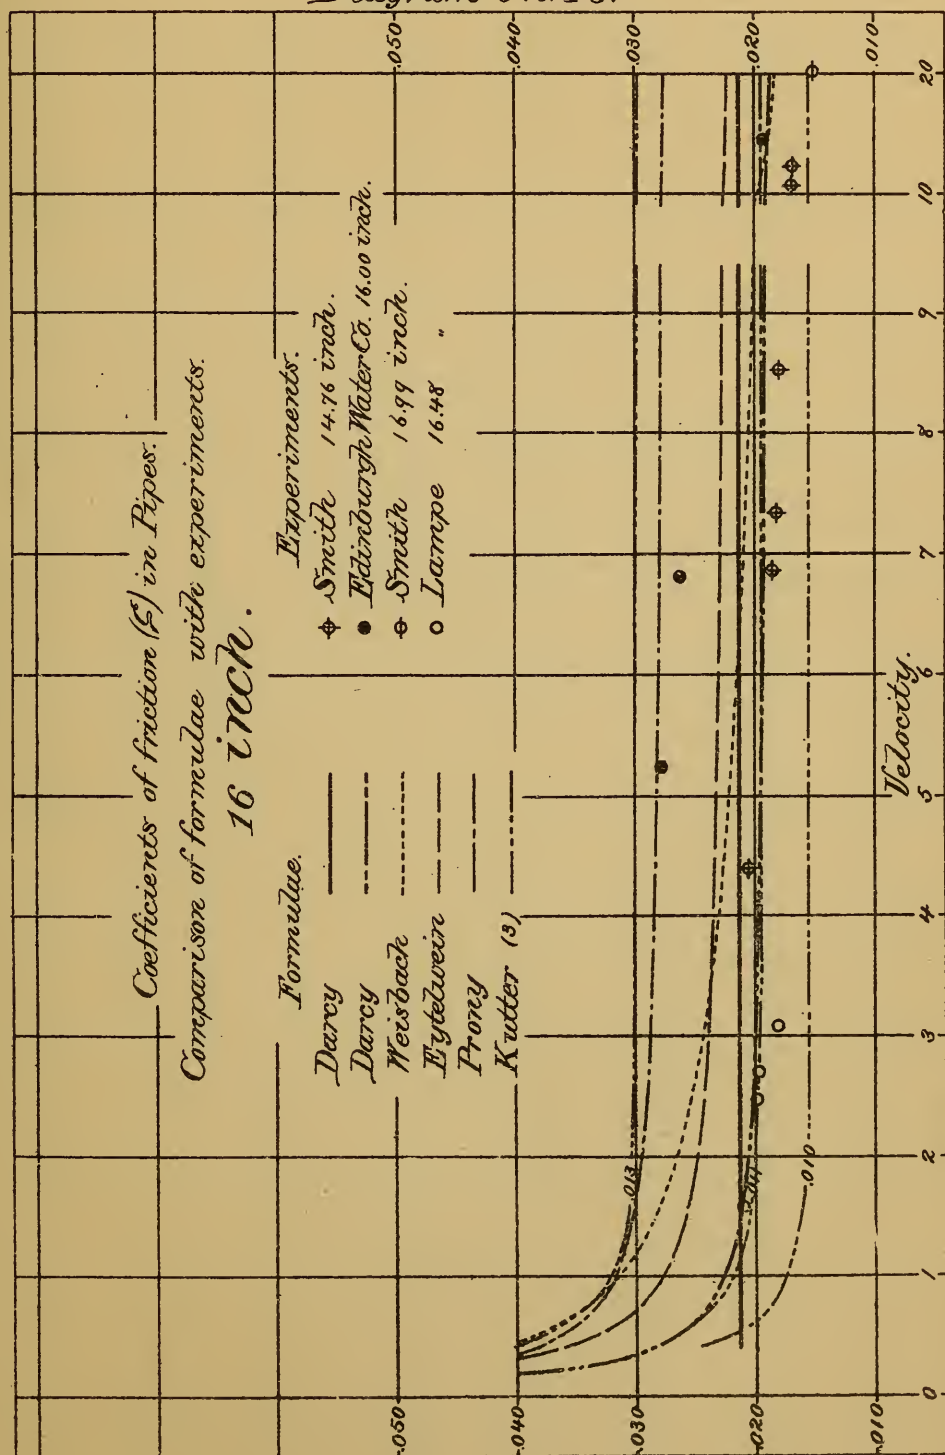 Coefficients of friction (ξ) in Pipes.
Comparison of formulae with experiments.
16 inch.
Formulae.
Darcy
Darcy
Weisbach
Eytelwein
Prony
Kutter (3)
Experiments.
Smith 14.76 inch.
Edinburgh Water Co. 16.00 inch.
Smith 16.99 inch.
Lampe 16.48 "
.050
.040
.030
.020
.010
.050
.040
.030
.020
.010
.013
.011
.010
0 1 2 3 4 5 6 7 8 9 10 20
Velocity.